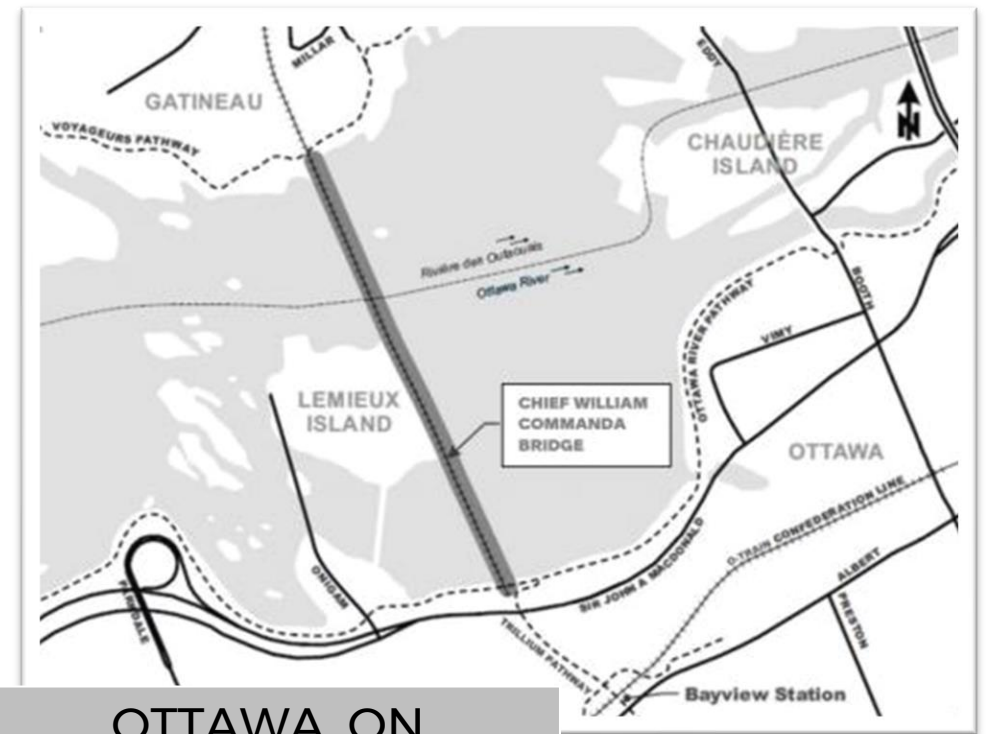 MILLAR
EDDY
GATINEAU
VOYAGEURS PATHWAY
N
CHAUDIÈRE
ISLAND
Rivière des Outaouais
Ottawa River
BOOTH
OTTAWA RIVER PATHWAY
VIMY
LEMIEUX
ISLAND
CHIEF WILLIAM
COMMANDA
BRIDGE
OTTAWA
O-TRAIN CONFEDERATION LINE
SIR JOHN A MACDONALD
ONIGAM
PARKDALE
ALBERT
PRESTON
TRILLIUM PATHWAY
Bayview Station
OTTAWA, ON